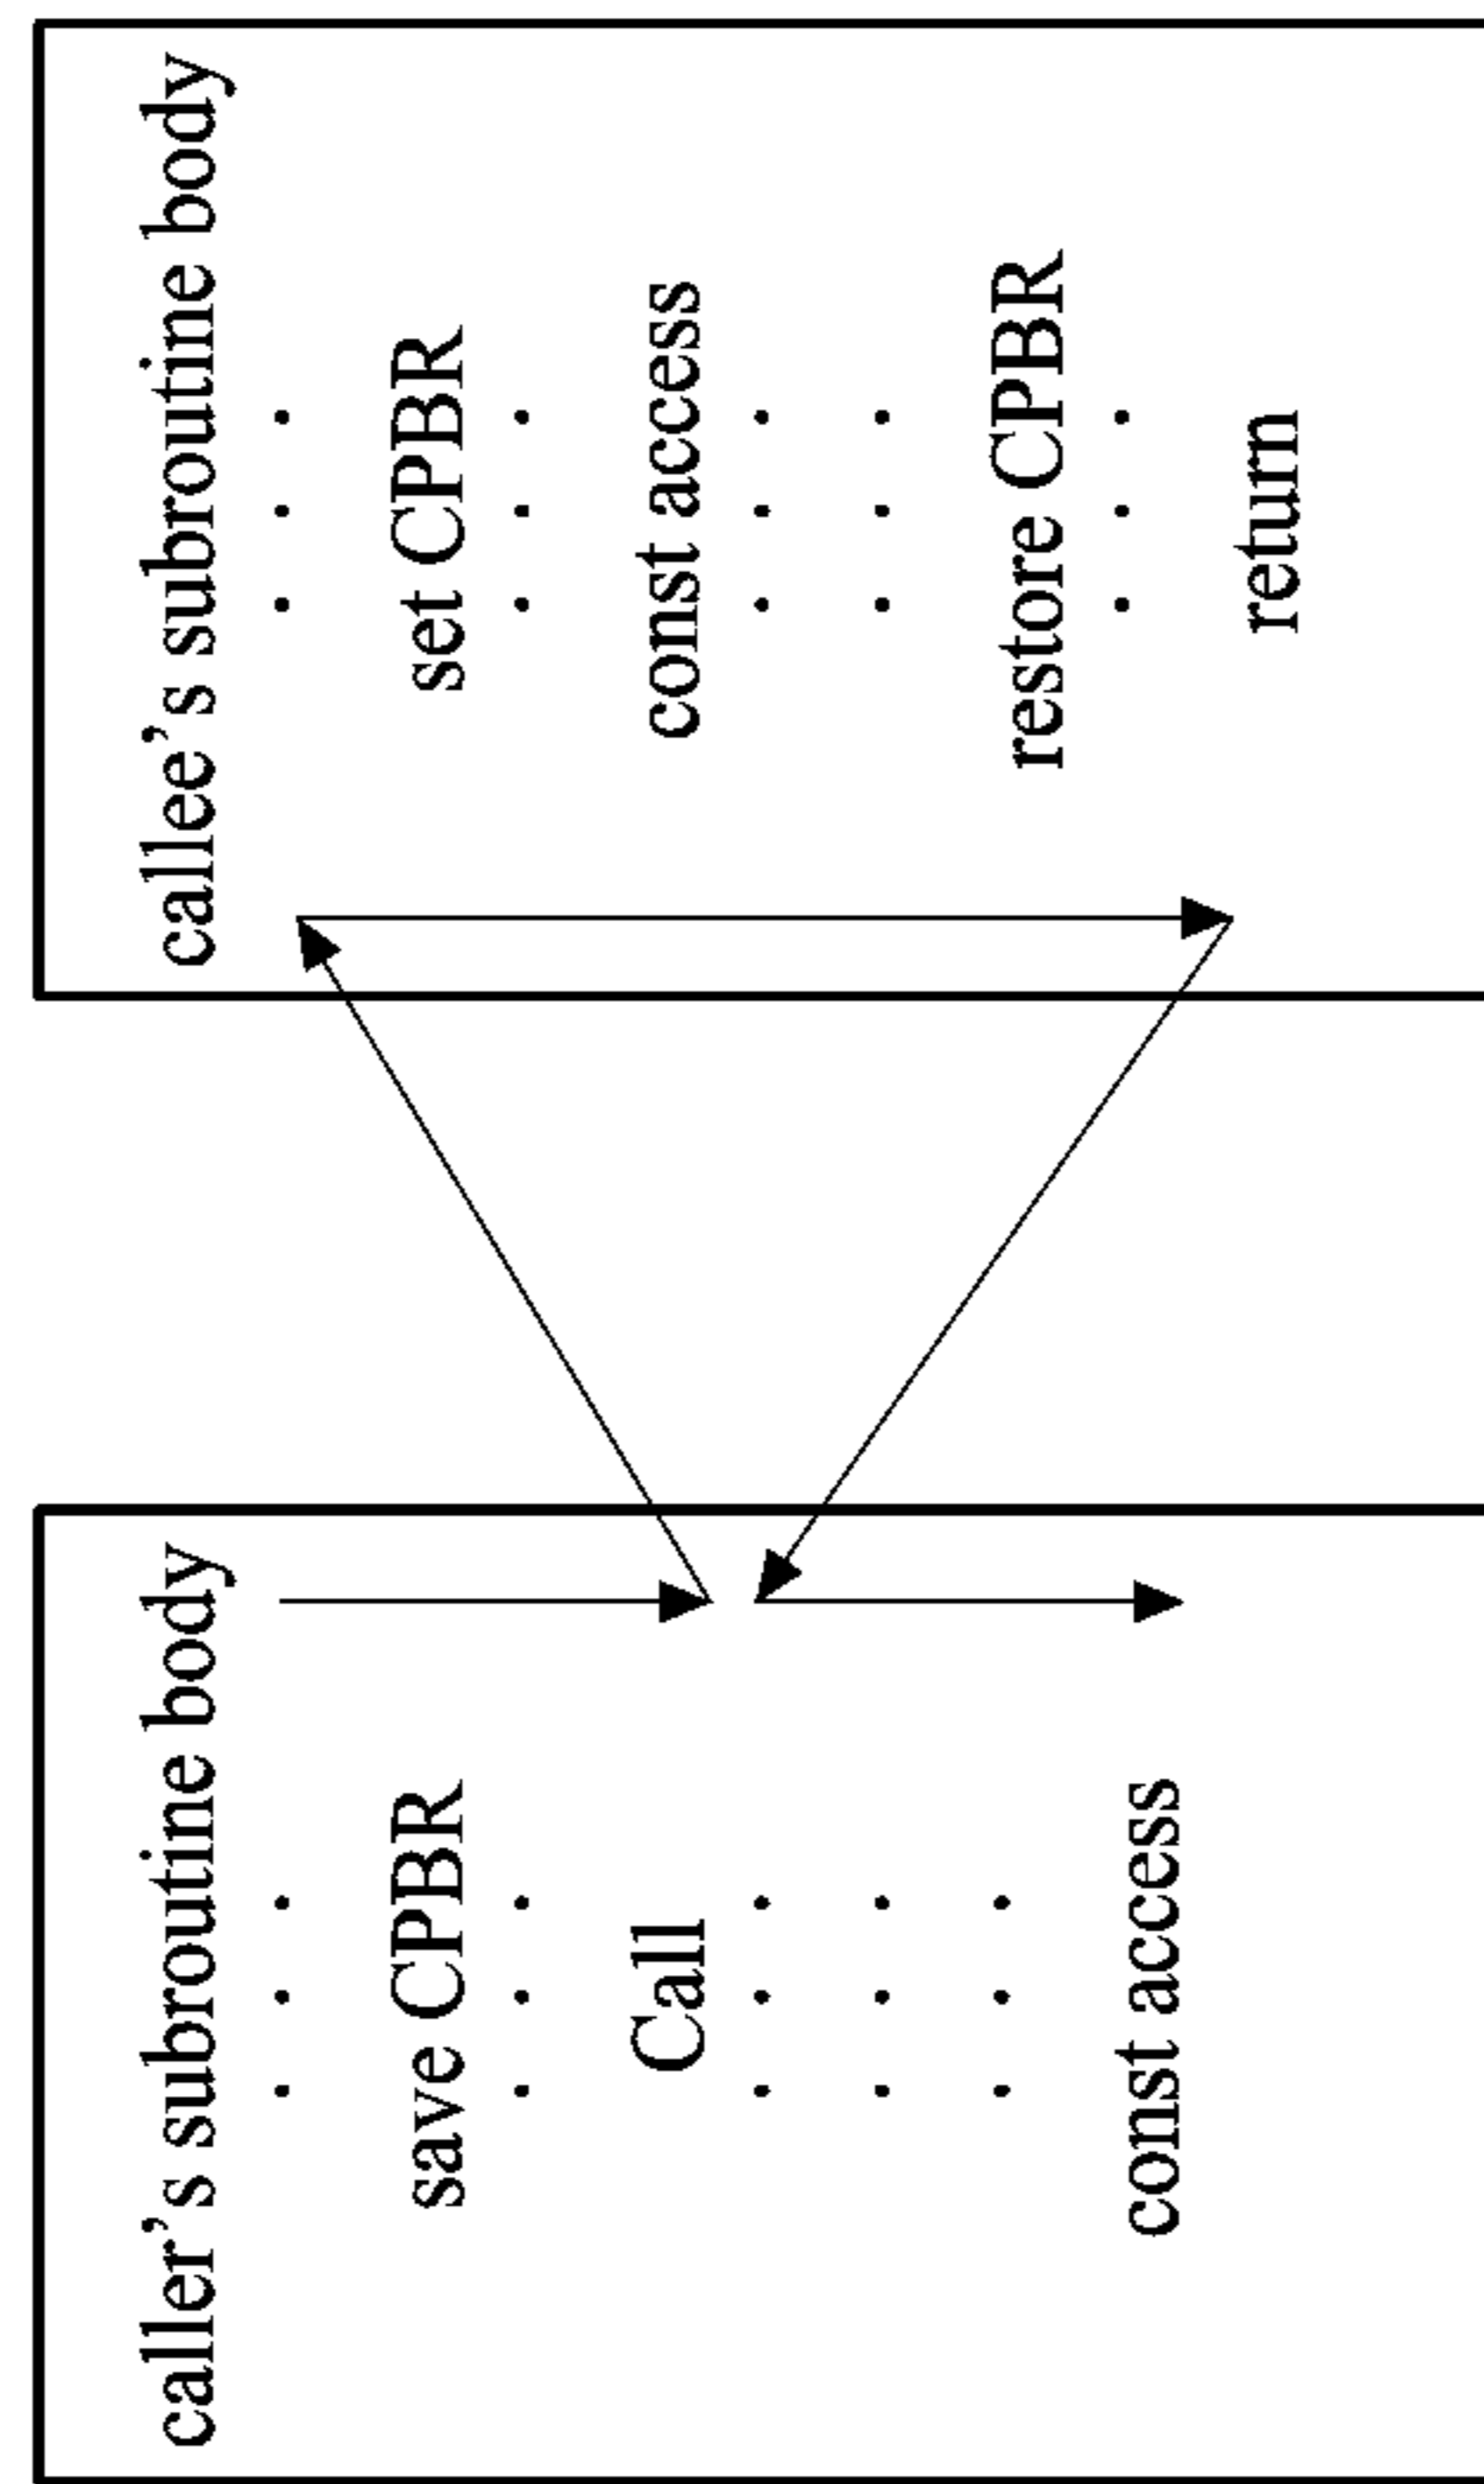 caller’s subroutine body
. . .
save CPBR
. . .
Call
. . .
. . .
. . .
const access
callee’s subroutine body
. . .
set CPBR
. . .
const access
. . .
. . .
restore CPBR
. . .
return